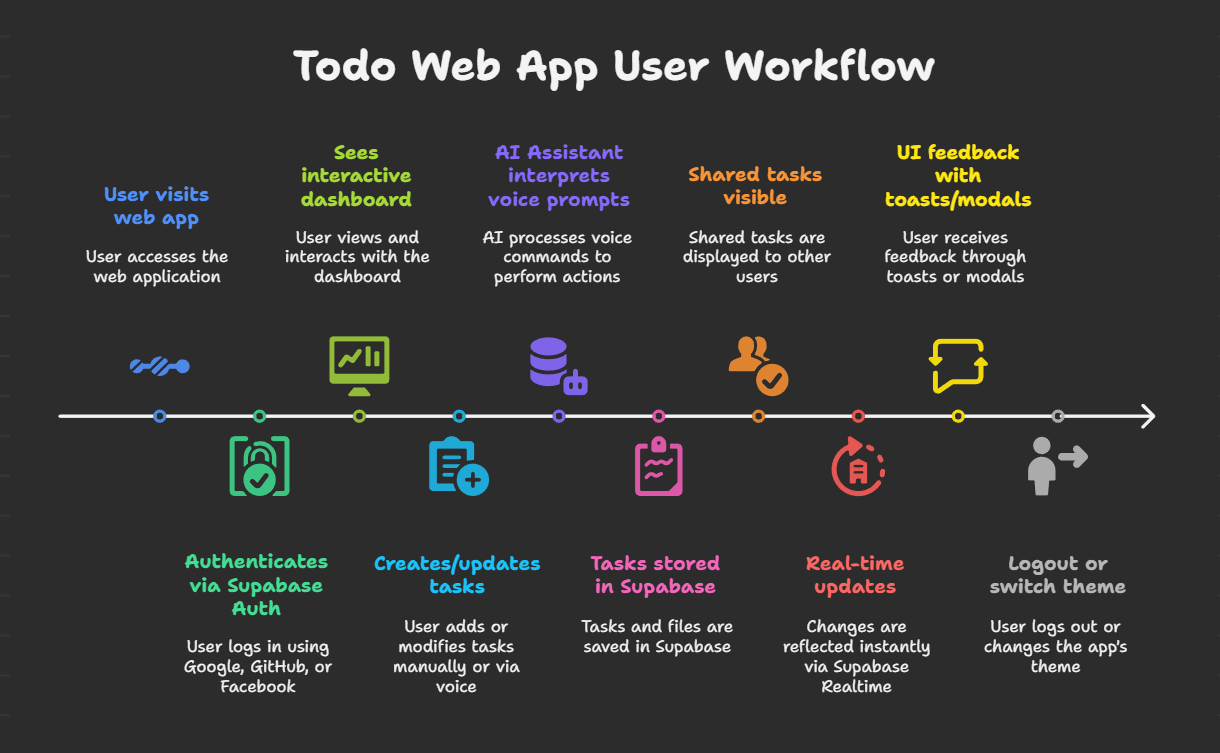 Todo Web App User Workflow
User visits
web app
User accesses the
web application
Authenticates
via Supabase
Auth
User logs in using
Google, GitHub, or
Facebook
Sees
interactive
dashboard
User views and
interacts with the
dashboard
Creates/updates
tasks
User adds or
modifies tasks
manually or via
voice
AI Assistant
interprets
voice prompts
AI processes voice
commands to
perform actions
Tasks stored
in Supabase
Tasks and files are
saved in Supabase
Shared tasks
visible
Shared tasks are
displayed to other
users
Real-time
updates
Changes are
reflected instantly
via Supabase
Realtime
UI feedback
with
toasts/modals
User receives
feedback through
toasts or modals
Logout or
switch theme
User logs out or
changes the app's
theme